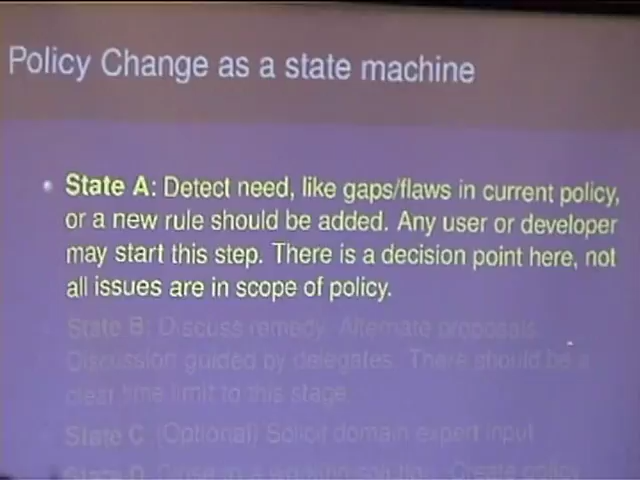 Policy Change as a state machine
State A: Detect need, like gaps/flaws in current policy,
or a new rule should be added. Any user or developer
may start this step. There is a decision point here, not
all issues are in scope of policy.
State B: Discuss remedy. Alternate proposals.
Discussion guided by delegates. There should be a
clear time limit to this stage
State C (Optional) Solicit domain expert input
State